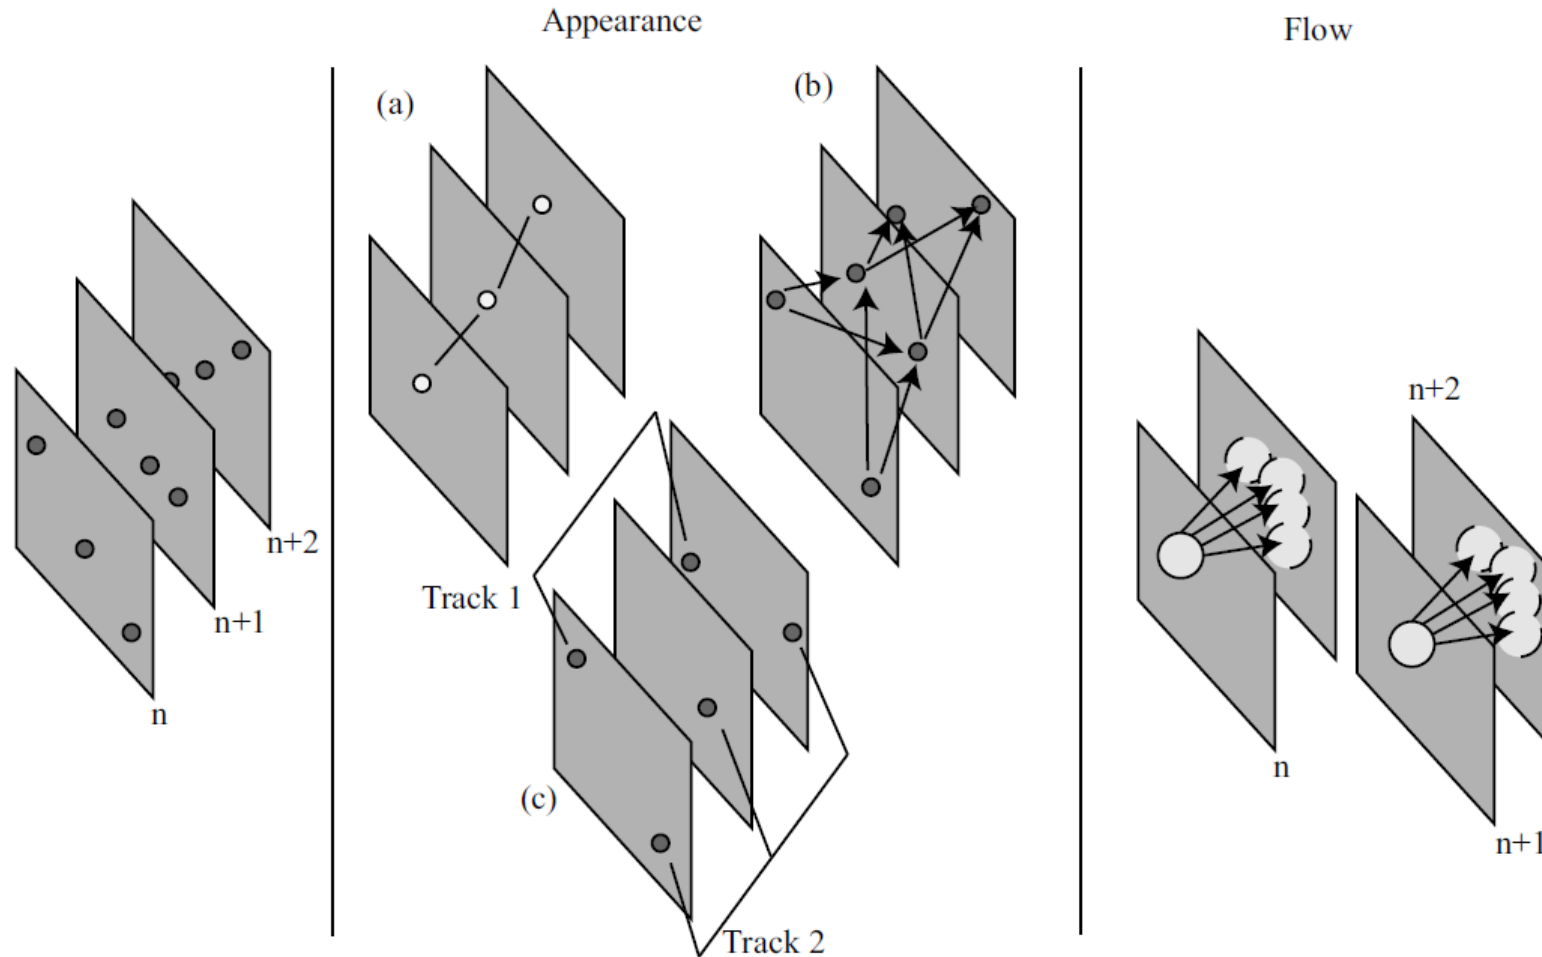 Appearance
Flow
(a)
(b)
n+2
n+2
n+1
Track 1
n
n
(c)
n+1
Track 2